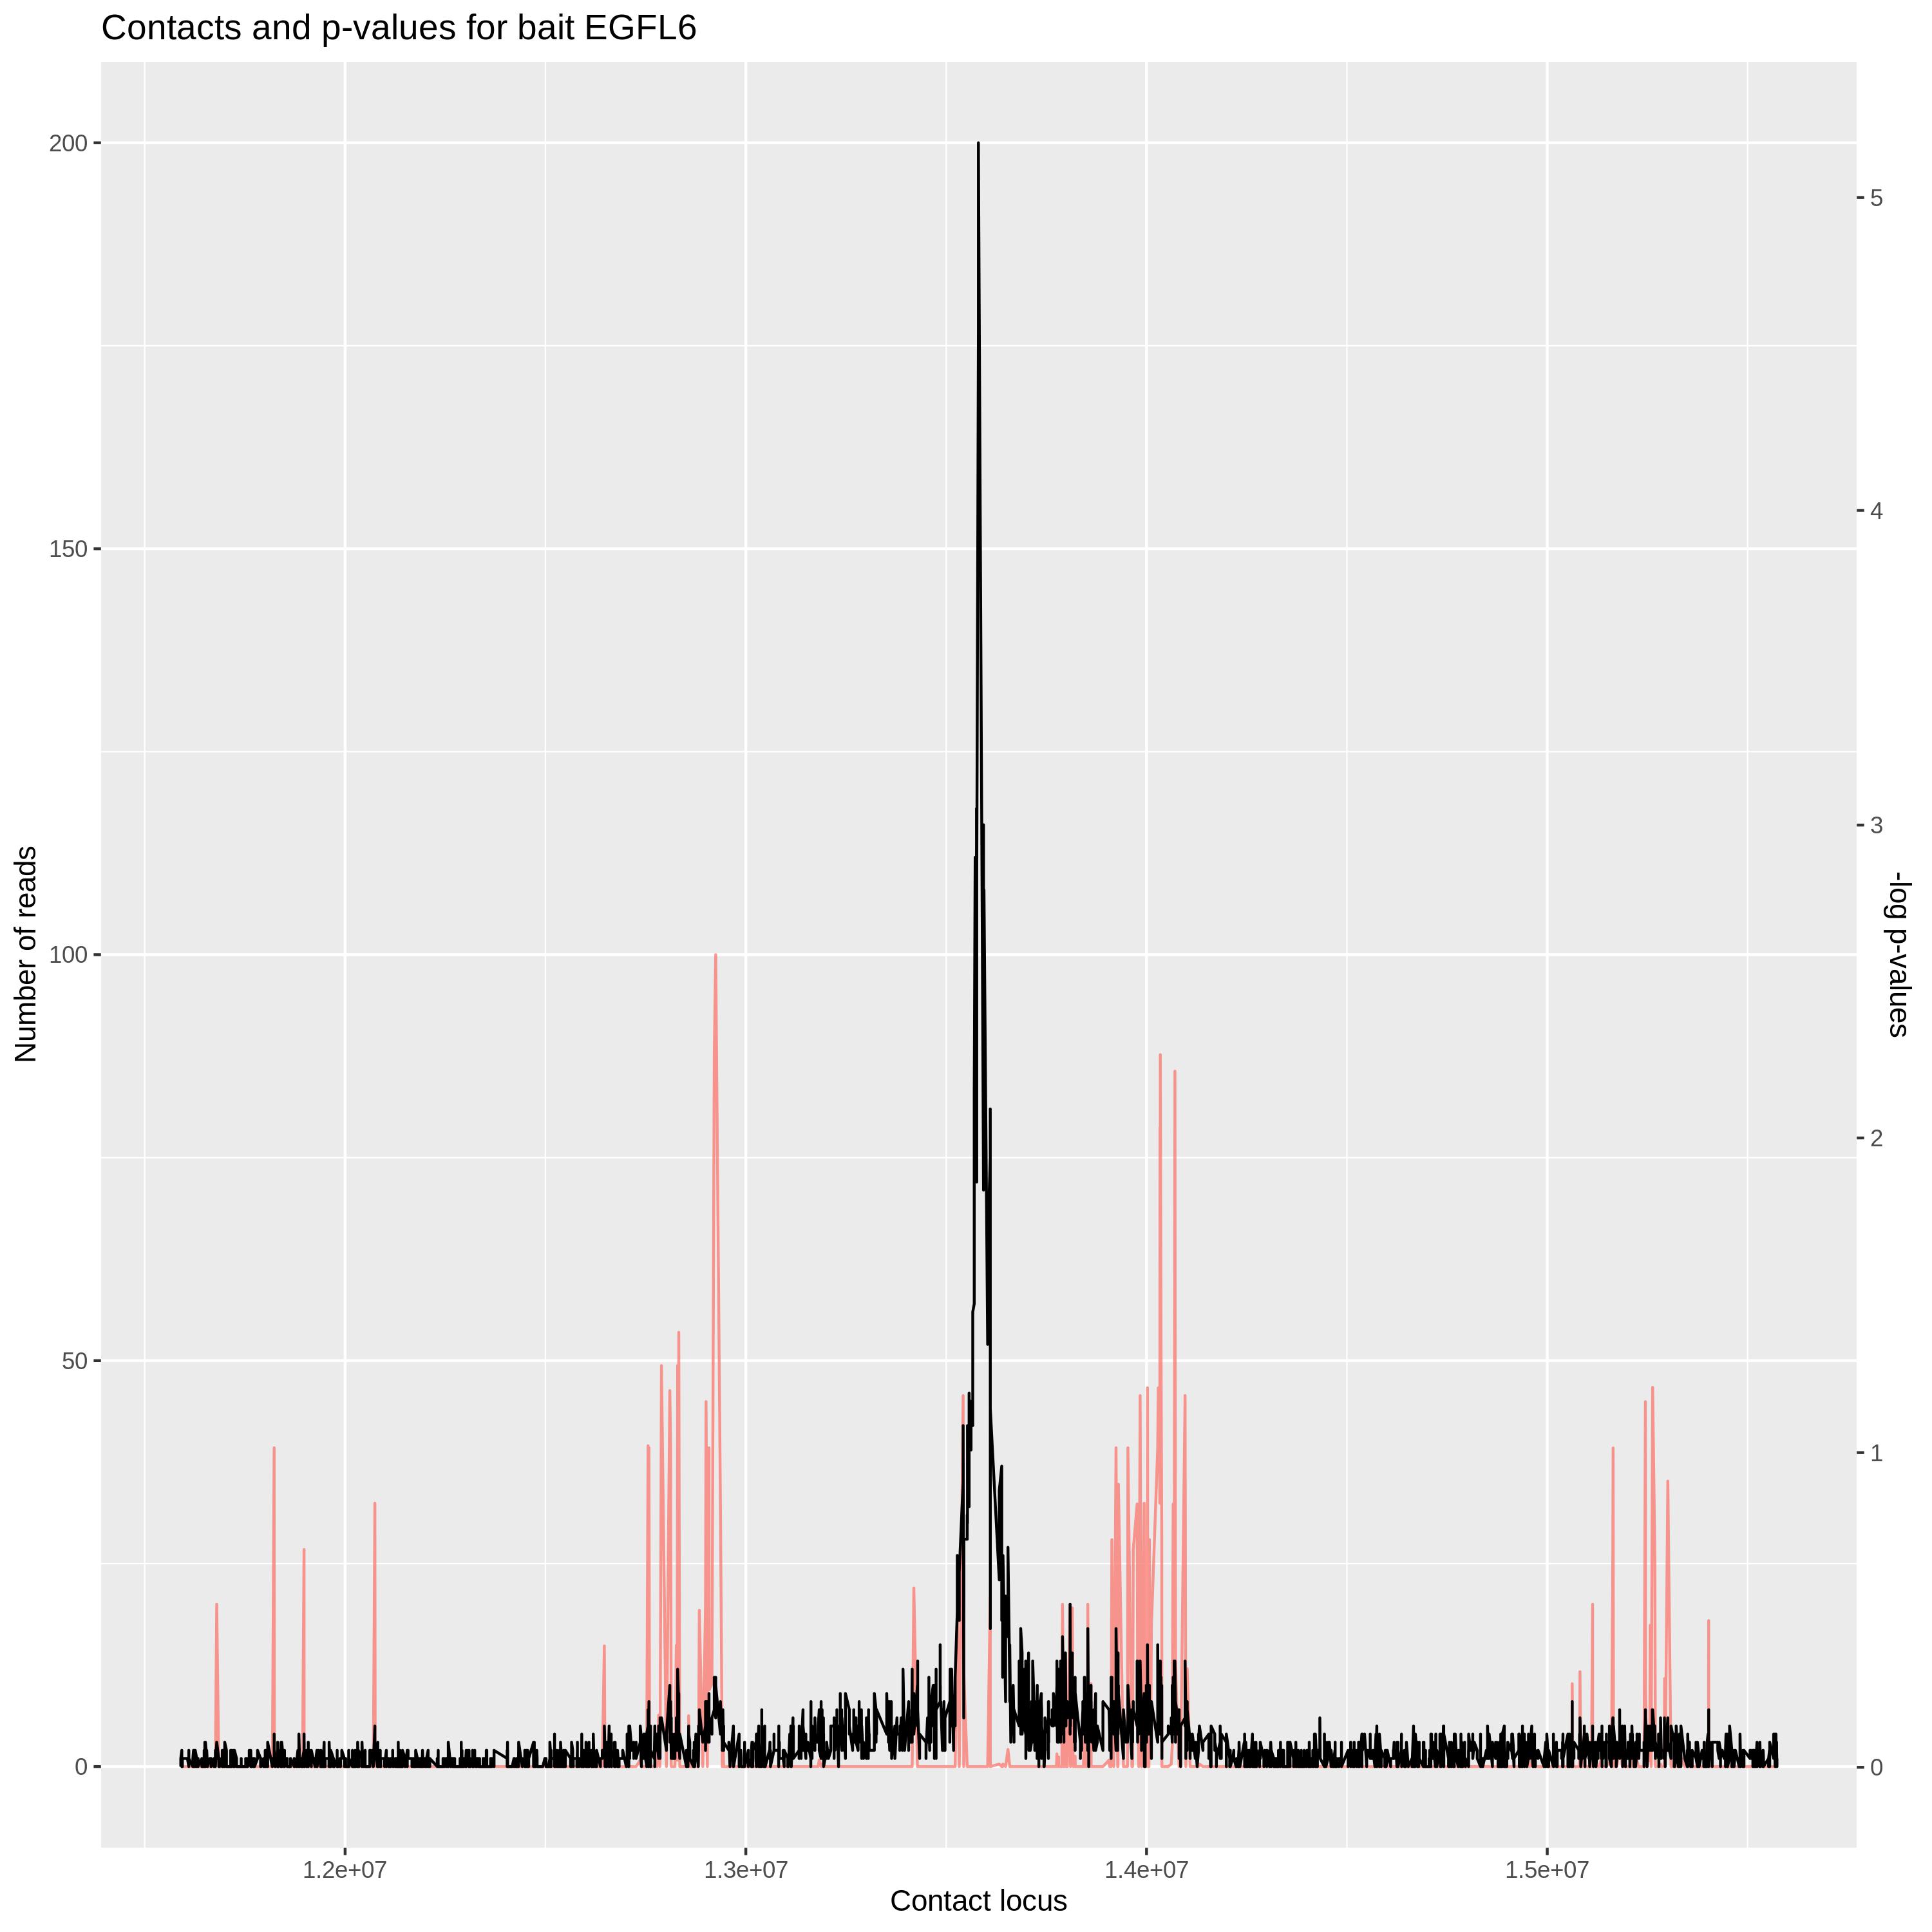 Contacts and p-values for bait EGFL6
200
150
100
50
0
Number of reads
5
4
3
2
1
0
-log p-values
1.2e+07
1.3e+07
1.4e+07
1.5e+07
Contact locus